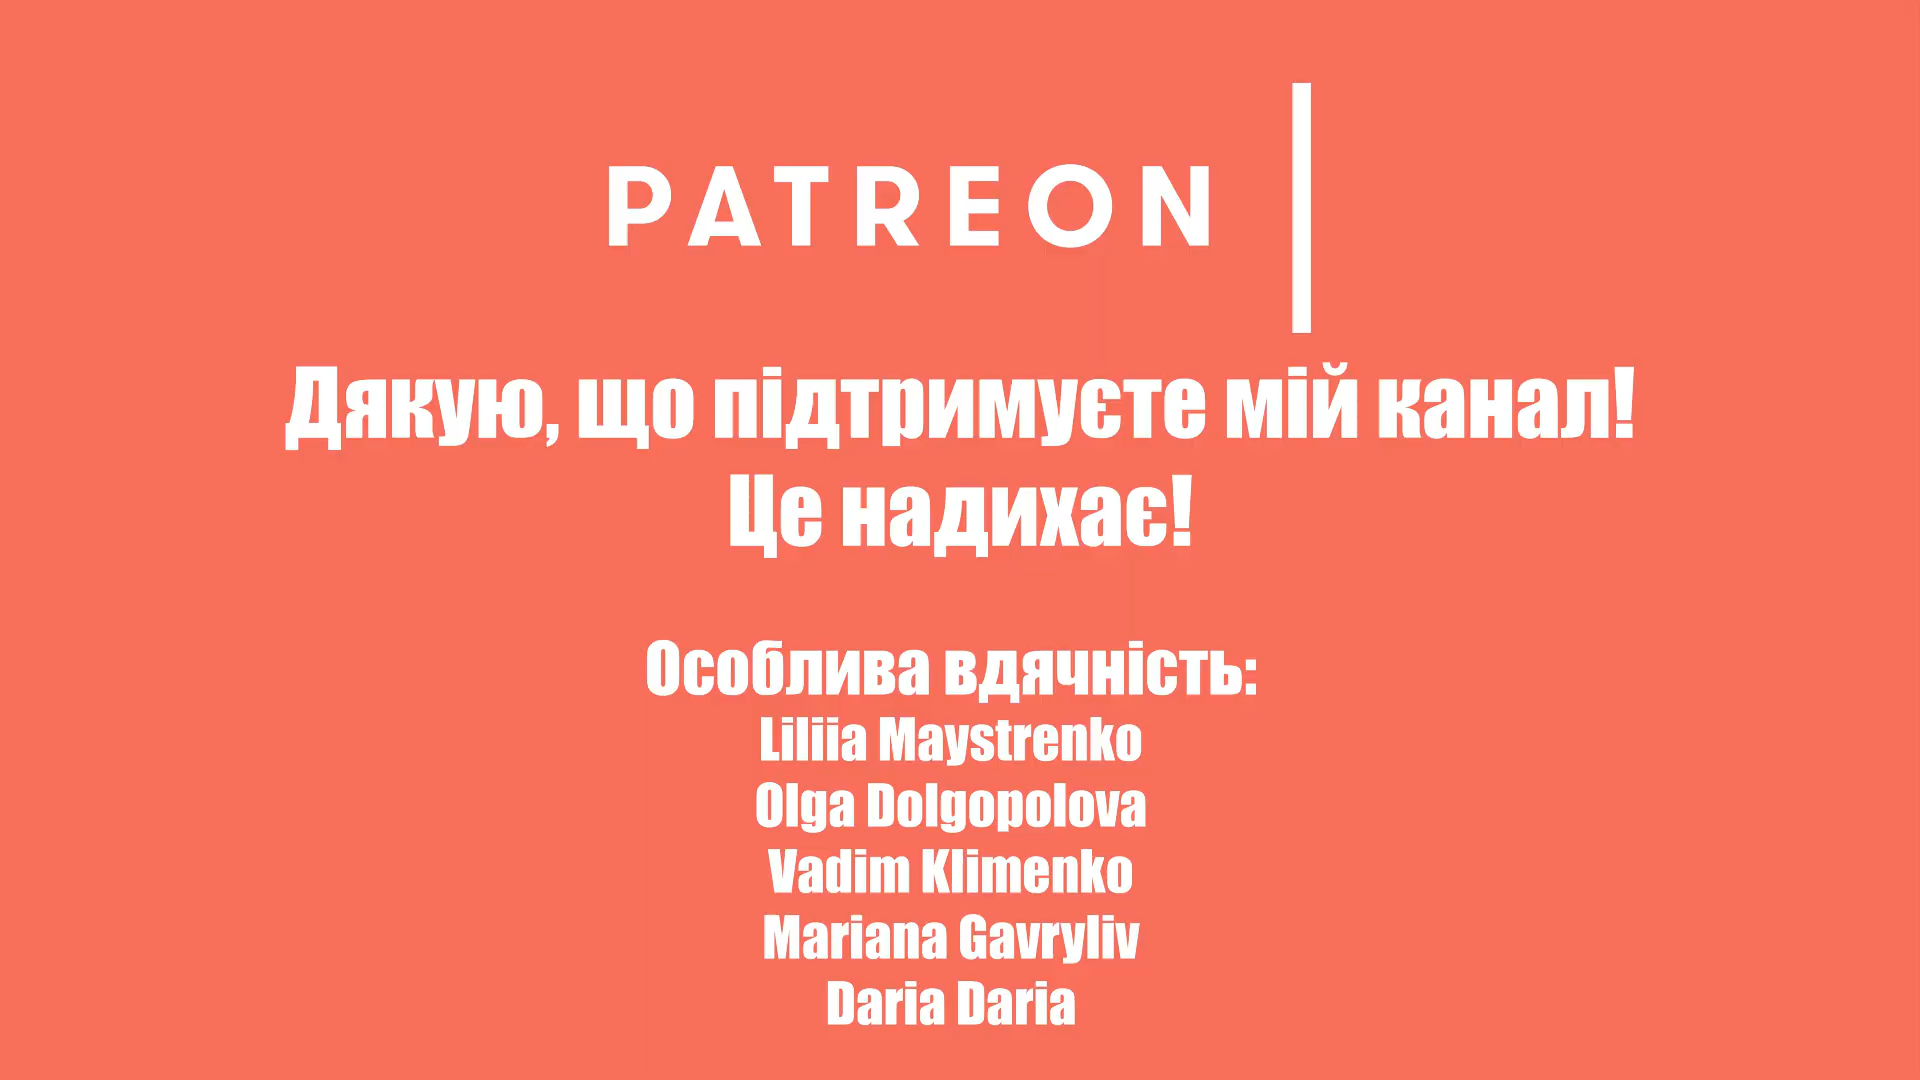 PATREON
Дякую, що підтримуєте мій канал!
Це надихає!
Особлива вдячність:
Liliia Maystrenko
Olga Dolgopolova
Vadim Klimenko
Mariana Gavryliv
Daria Daria